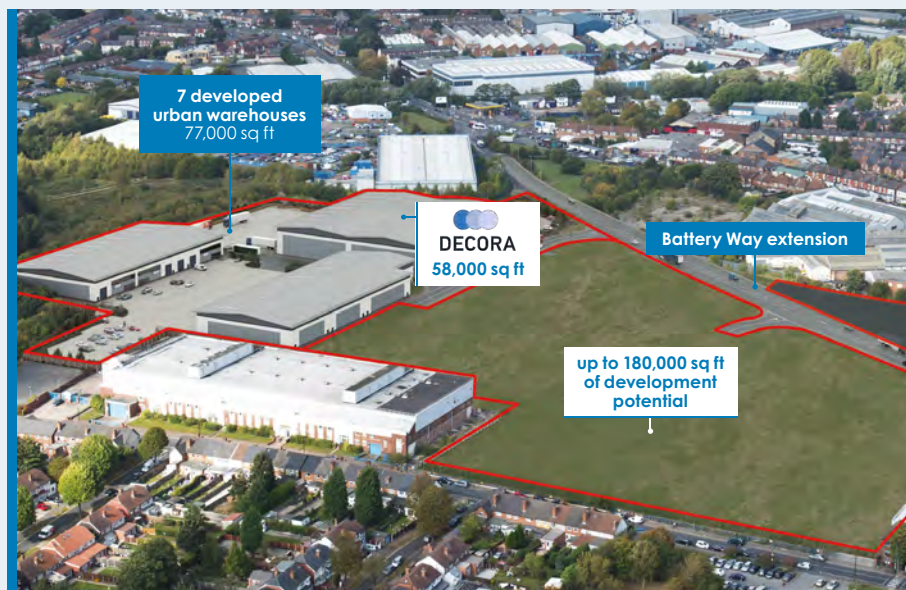 7 developed
urban warehouses
77,000 sq ft
DECORA
58,000 sq ft
Battery Way extension
up to 180,000 sq ft
of development
potential